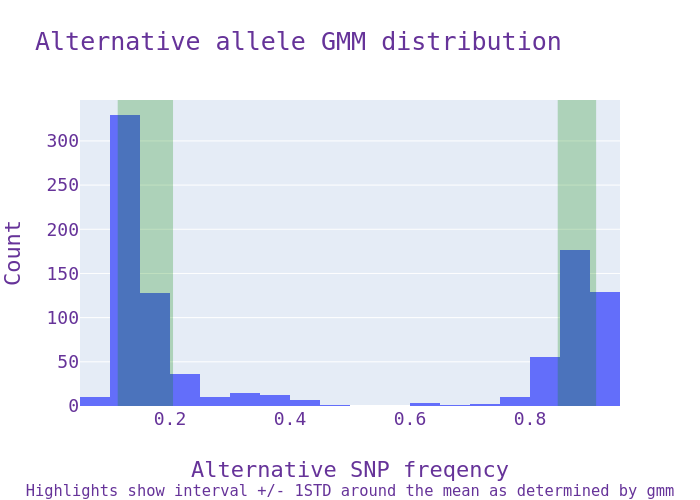 Alternative allele GMM distribution
300
250
200
150
100
50
0
Count
0.2 0.4 0.6 0.8
Alternative SNP freqency
Highlights show interval +/- 1STD around the mean as determined by gmm